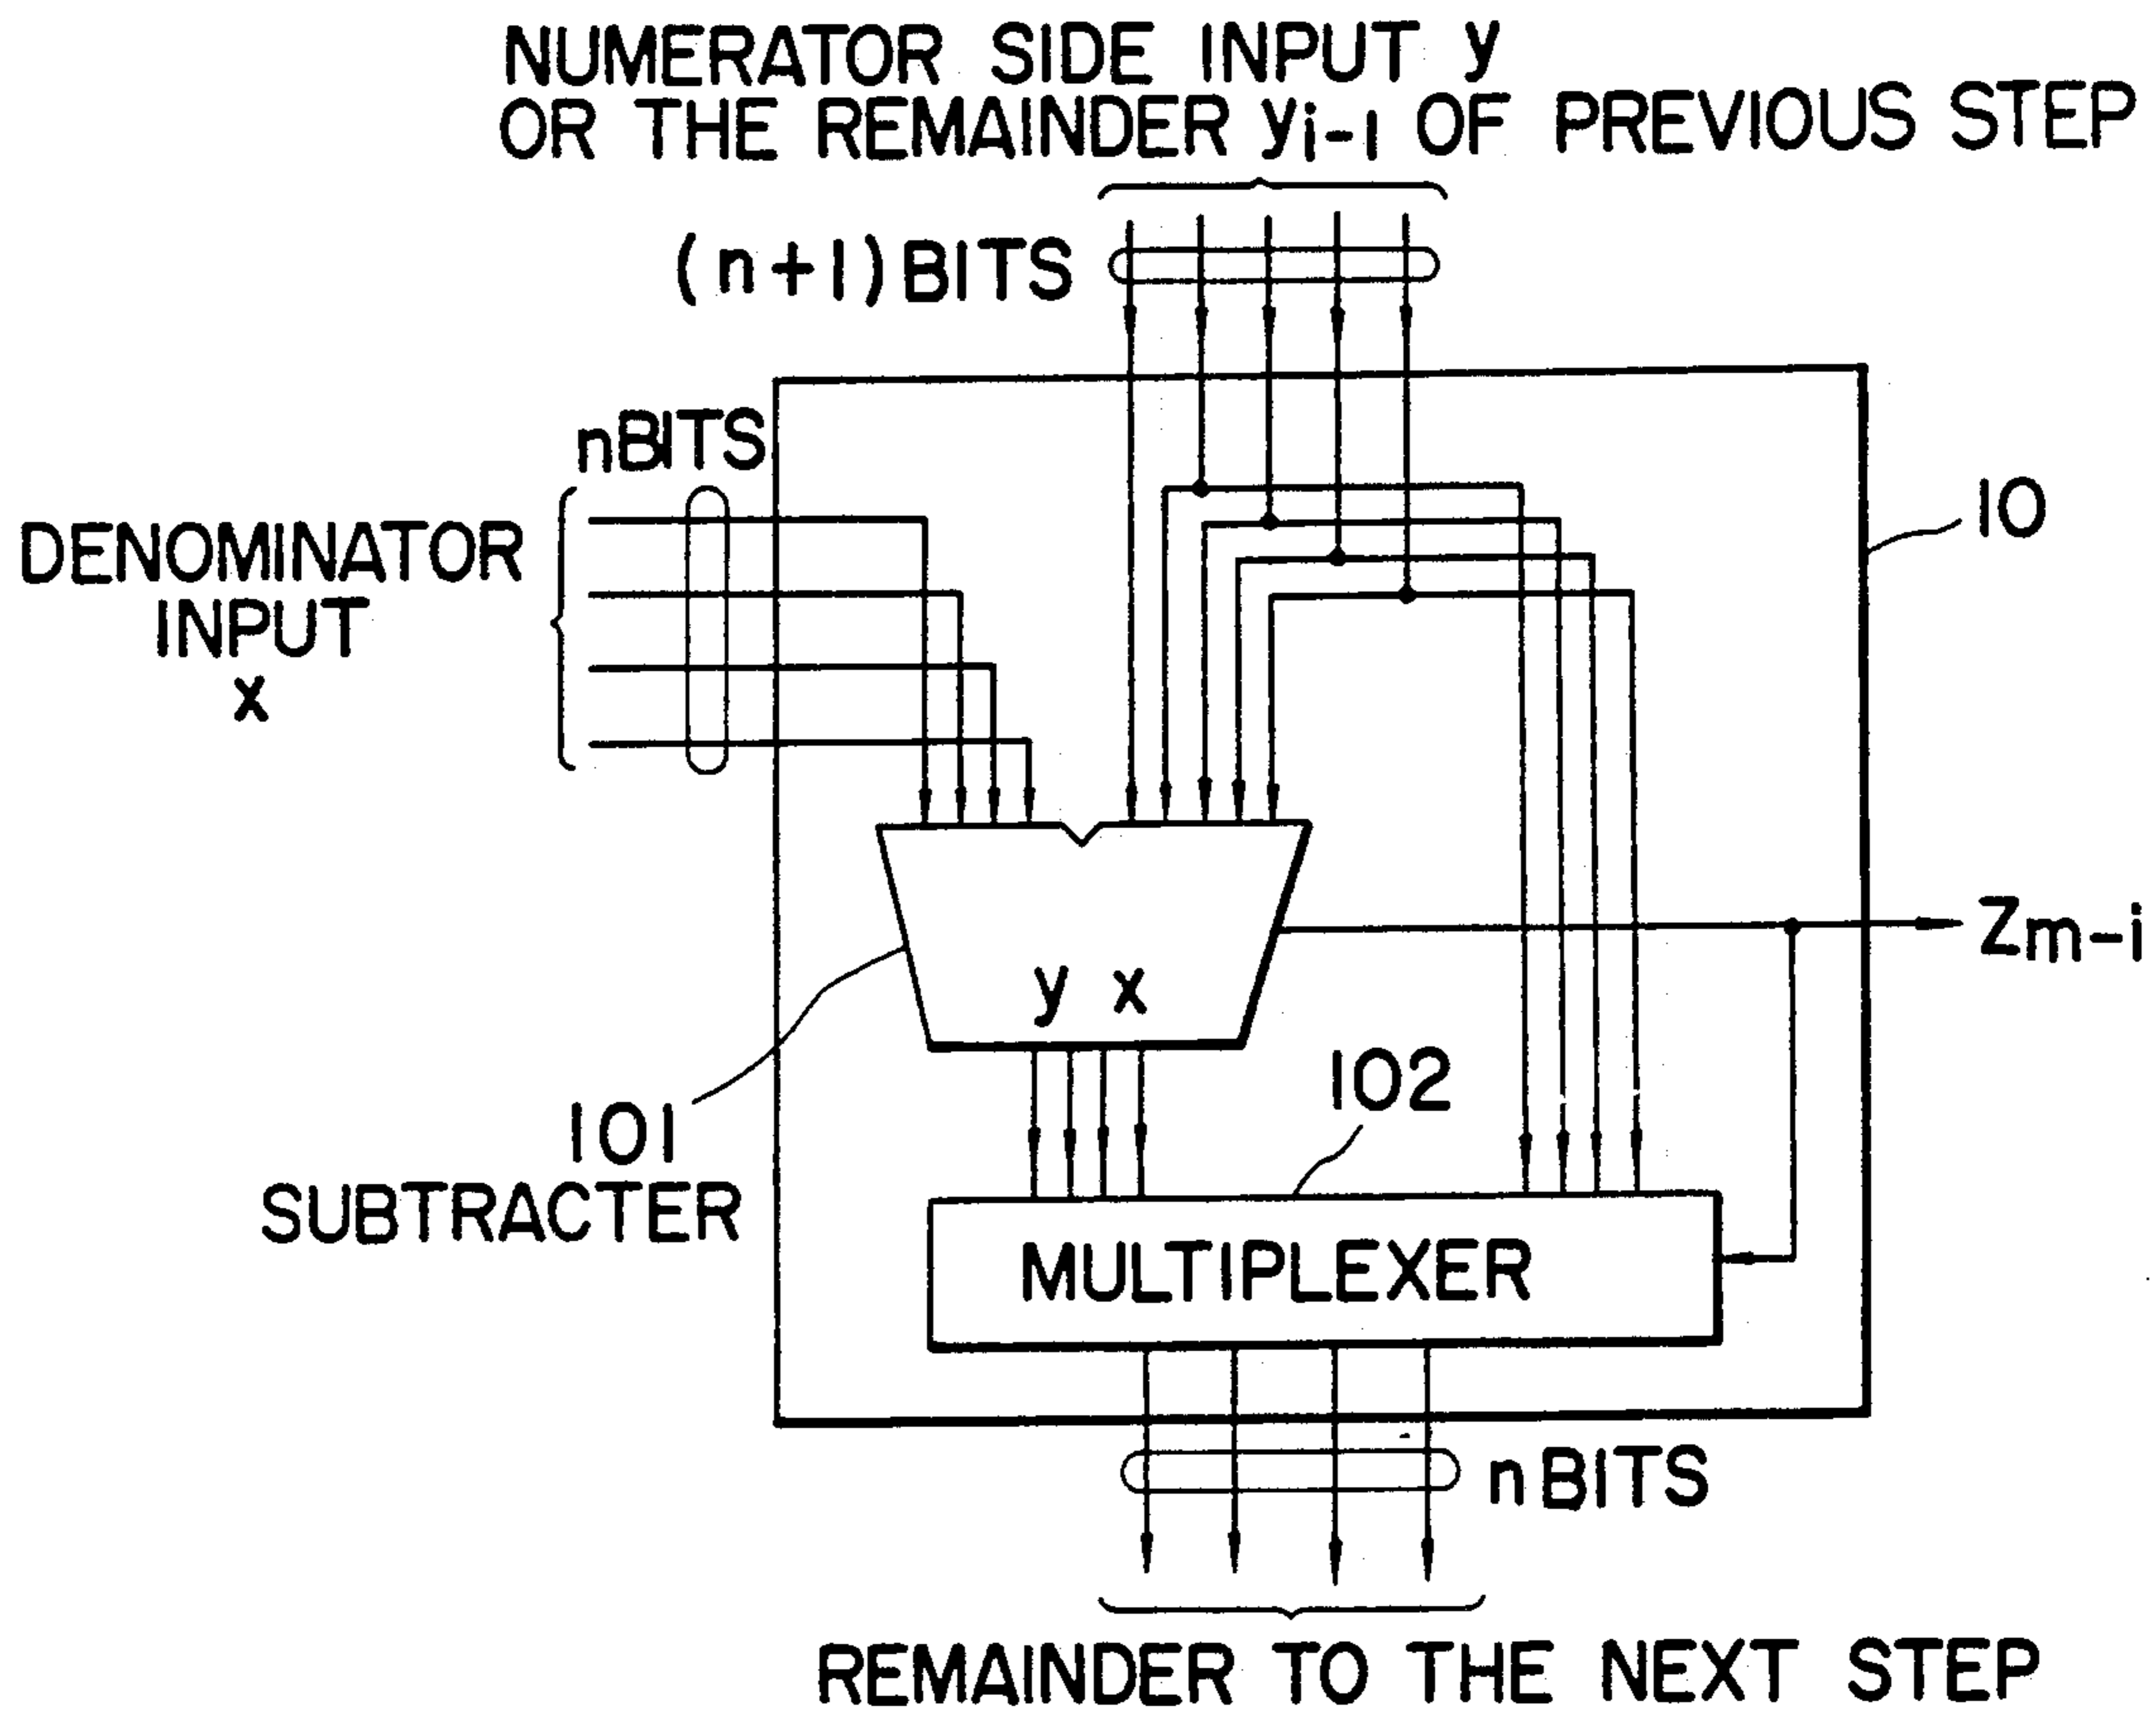 NUMERATOR SIDE INPUT y
OR THE REMAINDER yi-1 OF PREVIOUS STEP
(n+1)BITS
nBITS
DENOMINATOR
INPUT
x
10
Zm-i
y x
102
101
SUBTRACTER
MULTIPLEXER
nBITS
REMAINDER TO THE NEXT STEP